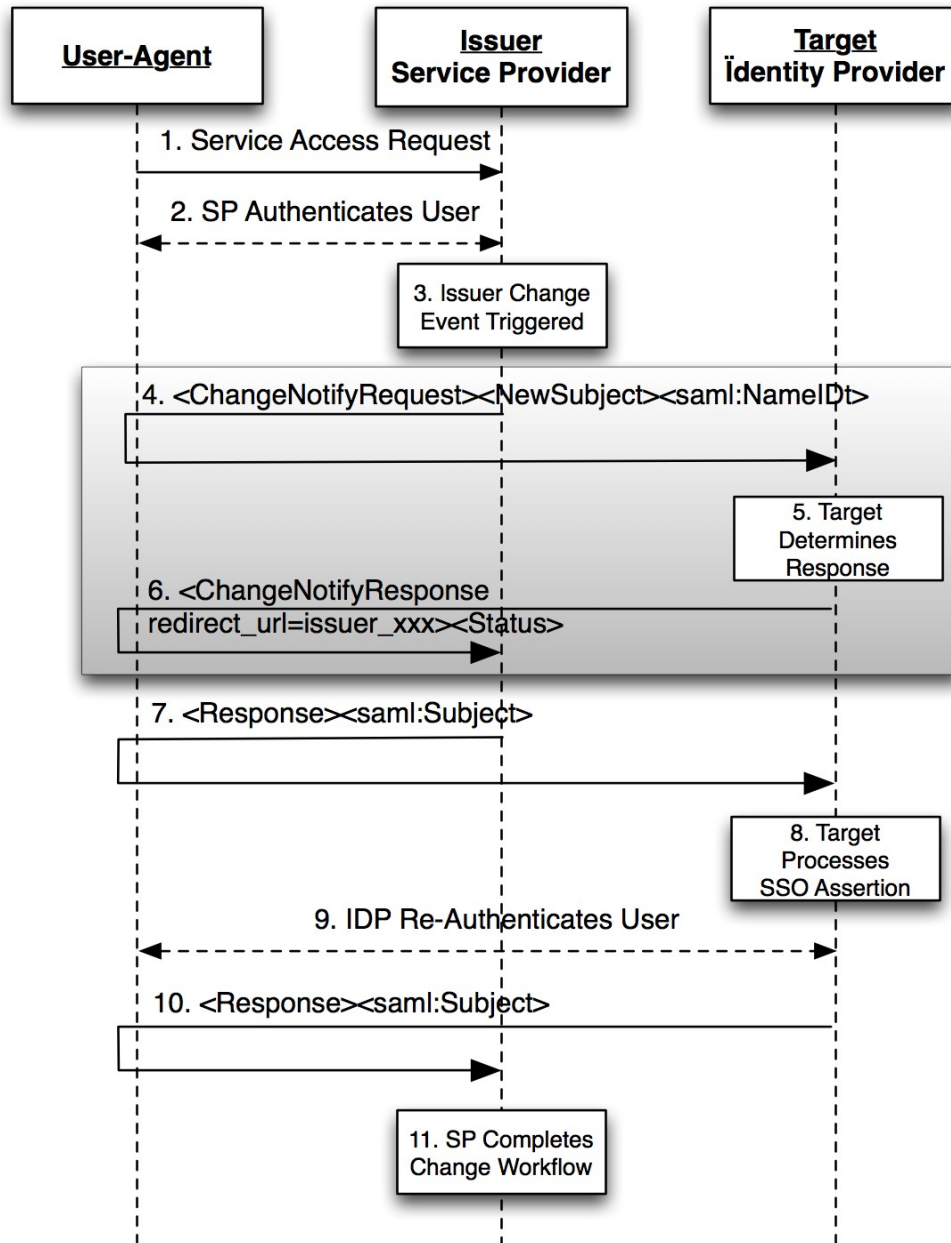 User-Agent
Issuer
Service Provider
Target
Ïdentity Provider
1. Service Access Request
2. SP Authenticates User
3. Issuer Change
Event Triggered
4. <ChangeNotifyRequest><NewSubject><saml:NameIDt>
5. Target
Determines
Response
6. <ChangeNotifyResponse
redirect_url=issuer_xxx><Status>
7. <Response><saml:Subject>
8. Target
Processes
SSO Assertion
9. IDP Re-Authenticates User
10. <Response><saml:Subject>
11. SP Completes
Change Workflow